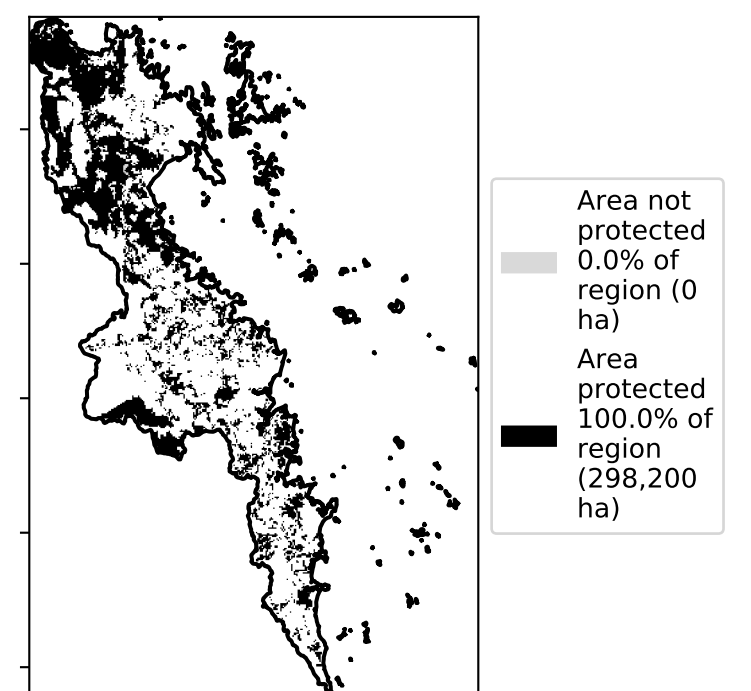 Area not
protected
0.0% of
region (0
ha)
Area
protected
100.0% of
region
(298,200
ha)